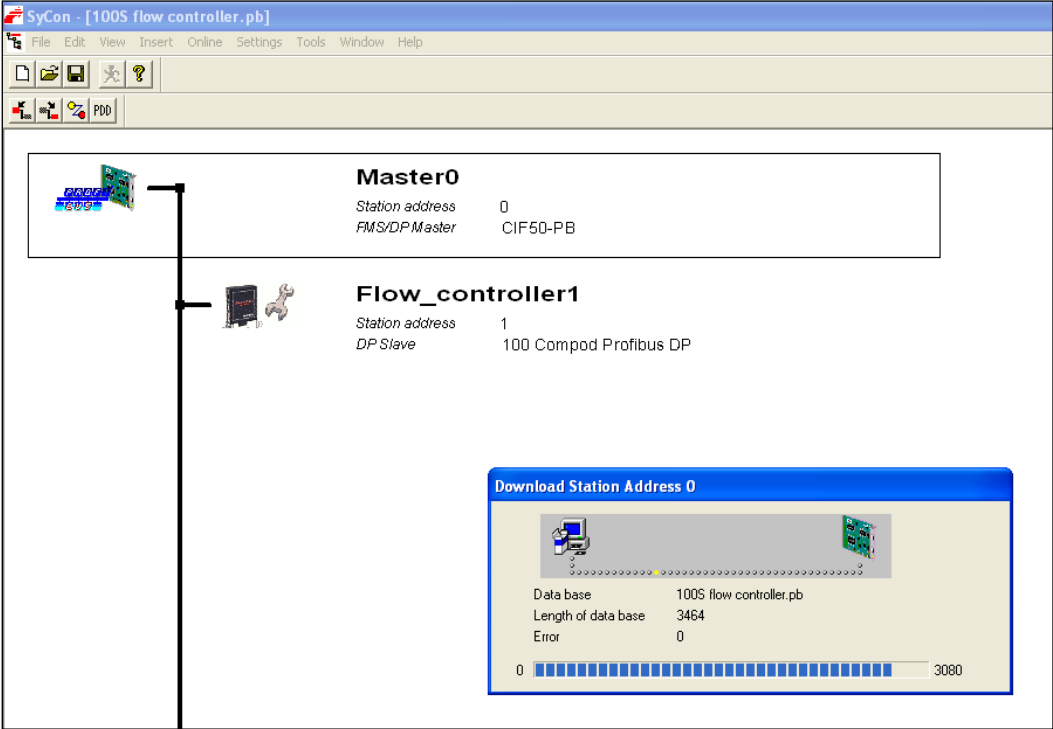 SyCon - [100S flow controller.pb]
File Edit View Insert Online Settings Tools Window Help
PDD
Master0
Station address 0
FMS/DP Master CIF50-PB
Flow_controller1
Station address 1
DP Slave 100 Compod Profibus DP
Download Station Address 0
Data base 100S flow controller.pb
Length of data base 3464
Error 0
0 3080